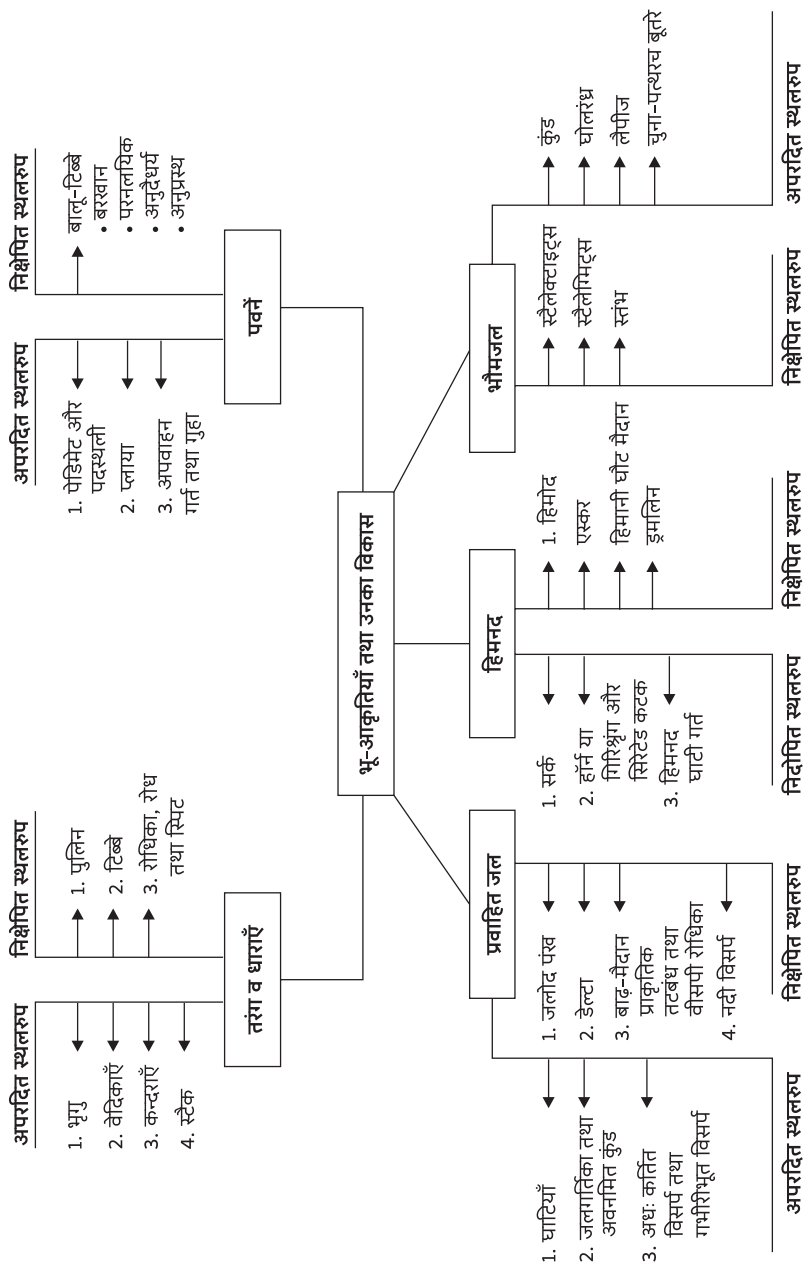 अपरदित स्थलरुप
1. भृगु
2. वेदिकाएँ
3. कन्दराएँ
4. स्टैक
निक्षेपित स्थलरुप
1. पुलिन
2. टिब्बे
3. रोधिका, रोध
तथा स्पिट
तरंग व धाराएँ
अपरदित स्थलरुप
1. पेडिमेट और
पदस्थली
2. प्लाया
3. अपवाहन
गर्त तथा गुहा
निक्षेपित स्थलरुप
बालू-टिब्बे
• बरखान
• परनलयिक
• अनुदैधर्य
• अनुप्रस्थ
पवनें
भू-आकृतियाँ तथा उनका विकास
प्रवाहित जल
1. घाटियाँ
2. जलगर्तिका तथा
अवनमित कुंड
3. अधः कर्तित
विसर्प तथा
गभीरीभूत विसर्प
अपरदित स्थलरुप
1. जलोद पंख
2. डेल्टा
3. बाढ़-मैदान
प्राकृतिक
तटबंध तथा
वीसपी रोधिका
4. नदी विसर्प
निक्षेपित स्थलरुप
हिमनद
1. सर्क
2. हॉर्न या
गिरिश्रृंग और
सिरेटेड कटक
3. हिमनद
घाटी गर्त
निदोपित स्थलरुप
1. हिमोद
एस्कर
हिमानी घौट मैदान
ड्रमलिन
निक्षेपित स्थलरुप
भौमजल
स्टैलेक्टाइट्स
स्टैलेग्मिट्स
स्तंभ
निक्षेपित स्थलरुप
कुंड
घोलरंध्र
लैपीज
चुना-पत्थरच बूतरे
अपरदित स्थलरुप